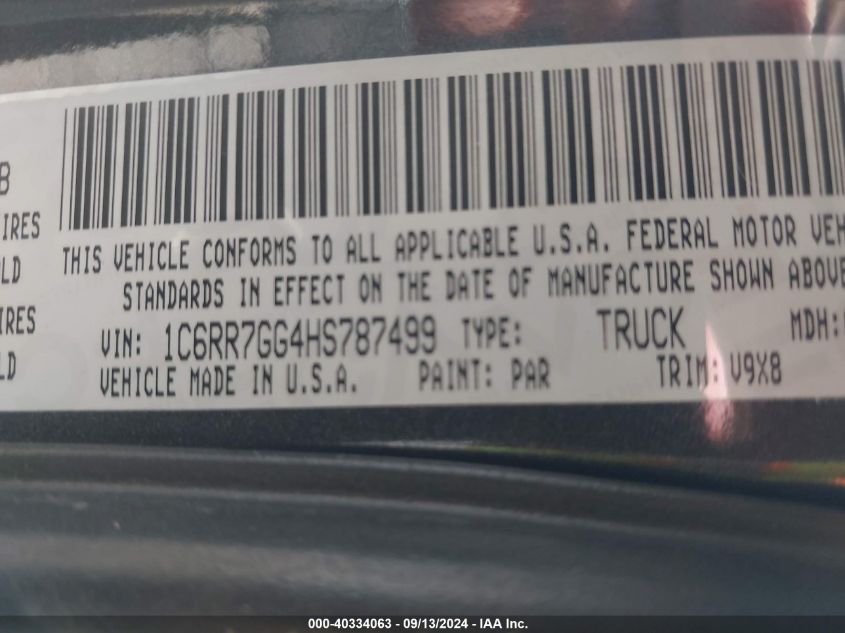 B
IRES
LD
IRES
LD
THIS VEHICLE CONFORMS TO ALL APPLICABLE U.S.A. FEDERAL MOTOR VEH
STANDARDS IN EFFECT ON THE DATE OF MANUFACTURE SHOWN ABOVE
VIN: 1C6RR7GG4HS787499 TYPE: TRUCK MDH:
VEHICLE MADE IN U.S.A. PAINT: PAR TRIM: V9X8
000-40334063 - 09/13/2024 - IAA Inc.